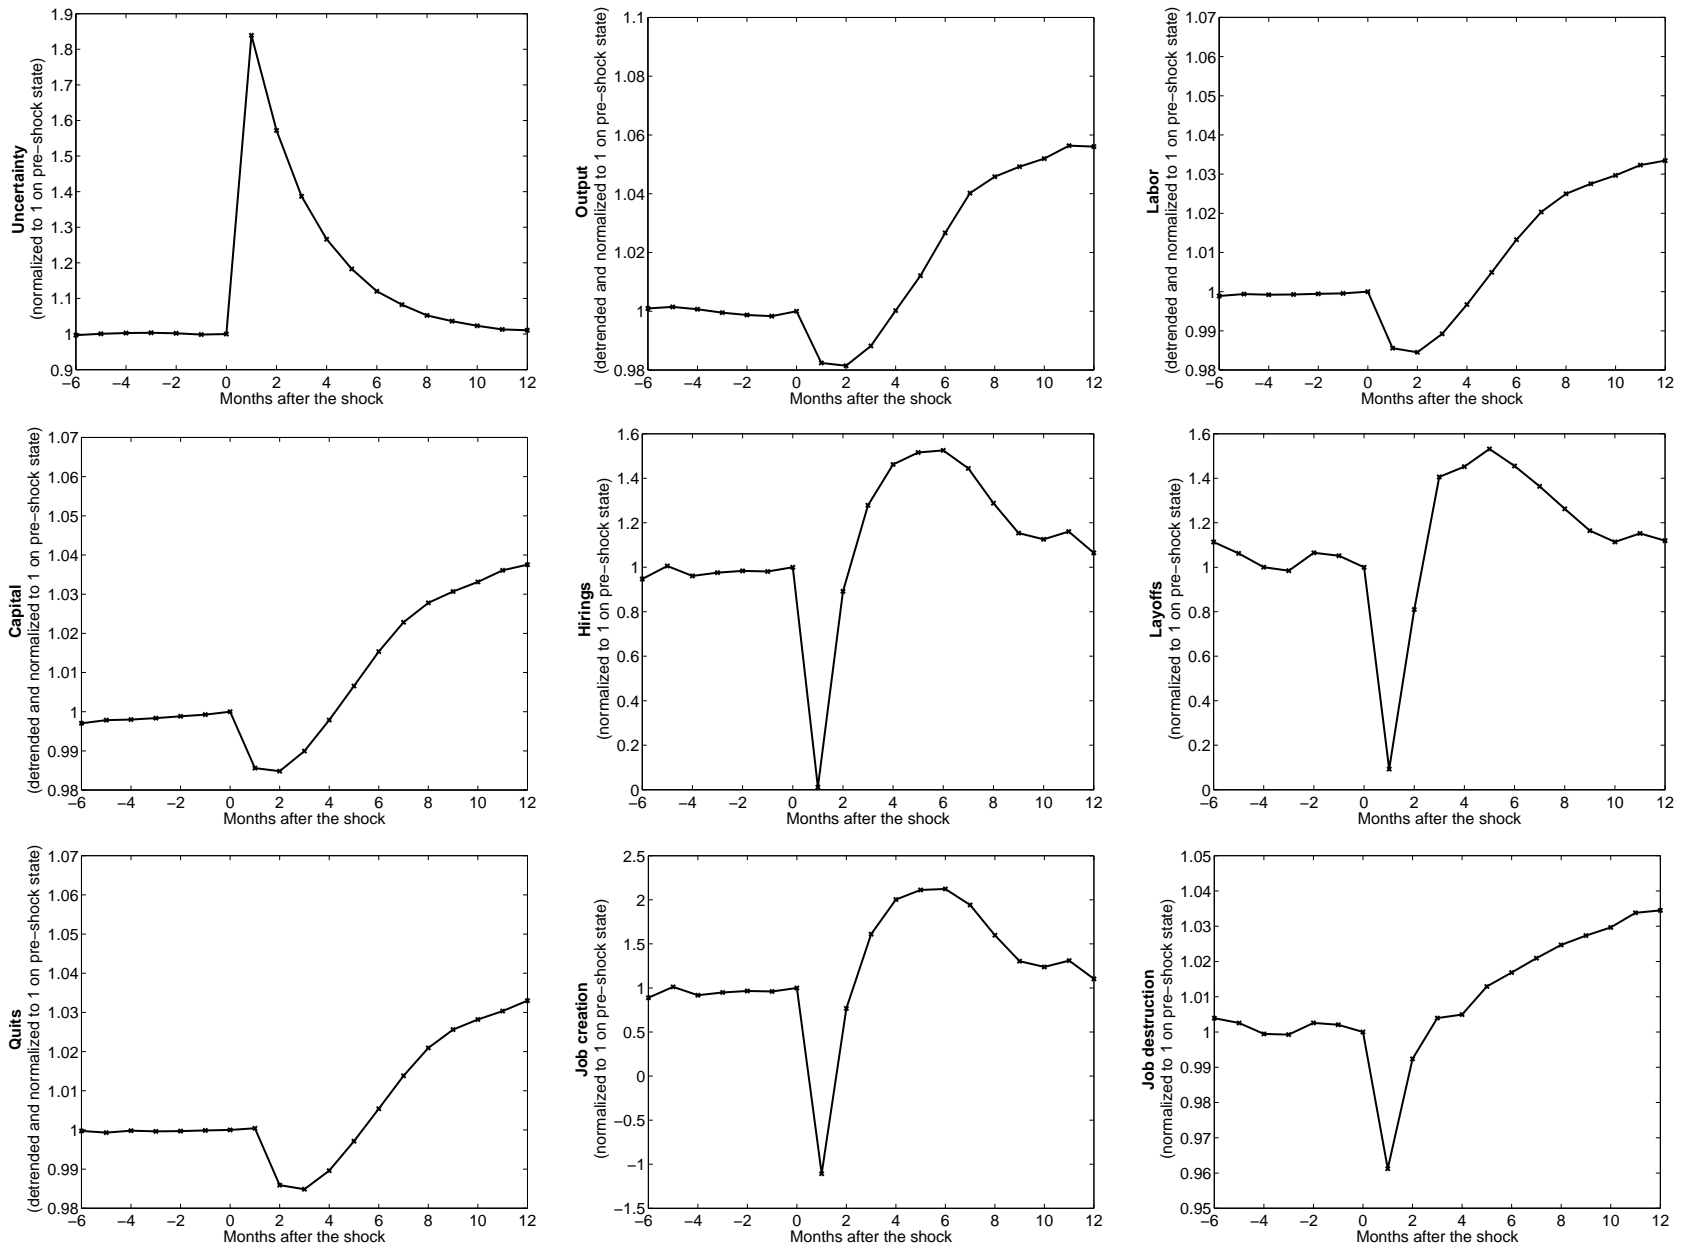 Uncertainty
(normalized to 1 on pre−shock state)
1.9
1.8
1.7
1.6
1.5
1.4
1.3
1.2
1.1
1
0.9
−6 −4 −2 0 2 4 6 8 10 12
Months after the shock
Output
(detrended and normalized to 1 on pre−shock state)
1.1
1.08
1.06
1.04
1.02
1
0.98
−6 −4 −2 0 2 4 6 8 10 12
Months after the shock
Labor
(detrended and normalized to 1 on pre−shock state)
1.07
1.06
1.05
1.04
1.03
1.02
1.01
1
0.99
0.98
−6 −4 −2 0 2 4 6 8 10 12
Months after the shock
Capital
(detrended and normalized to 1 on pre−shock state)
1.07
1.06
1.05
1.04
1.03
1.02
1.01
1
0.99
0.98
−6 −4 −2 0 2 4 6 8 10 12
Months after the shock
Hirings
(normalized to 1 on pre−shock state)
1.6
1.4
1.2
1
0.8
0.6
0.4
0.2
0
−6 −4 −2 0 2 4 6 8 10 12
Months after the shock
Layoffs
(normalized to 1 on pre−shock state)
1.6
1.4
1.2
1
0.8
0.6
0.4
0.2
0
−6 −4 −2 0 2 4 6 8 10 12
Months after the shock
Quits
(detrended and normalized to 1 on pre−shock state)
1.07
1.06
1.05
1.04
1.03
1.02
1.01
1
0.99
0.98
−6 −4 −2 0 2 4 6 8 10 12
Months after the shock
Job creation
(normalized to 1 on pre−shock state)
2.5
2
1.5
1
0.5
0
−0.5
−1
−1.5
−6 −4 −2 0 2 4 6 8 10 12
Months after the shock
Job destruction
(normalized to 1 on pre−shock state)
1.05
1.04
1.03
1.02
1.01
1
0.99
0.98
0.97
0.96
0.95
−6 −4 −2 0 2 4 6 8 10 12
Months after the shock